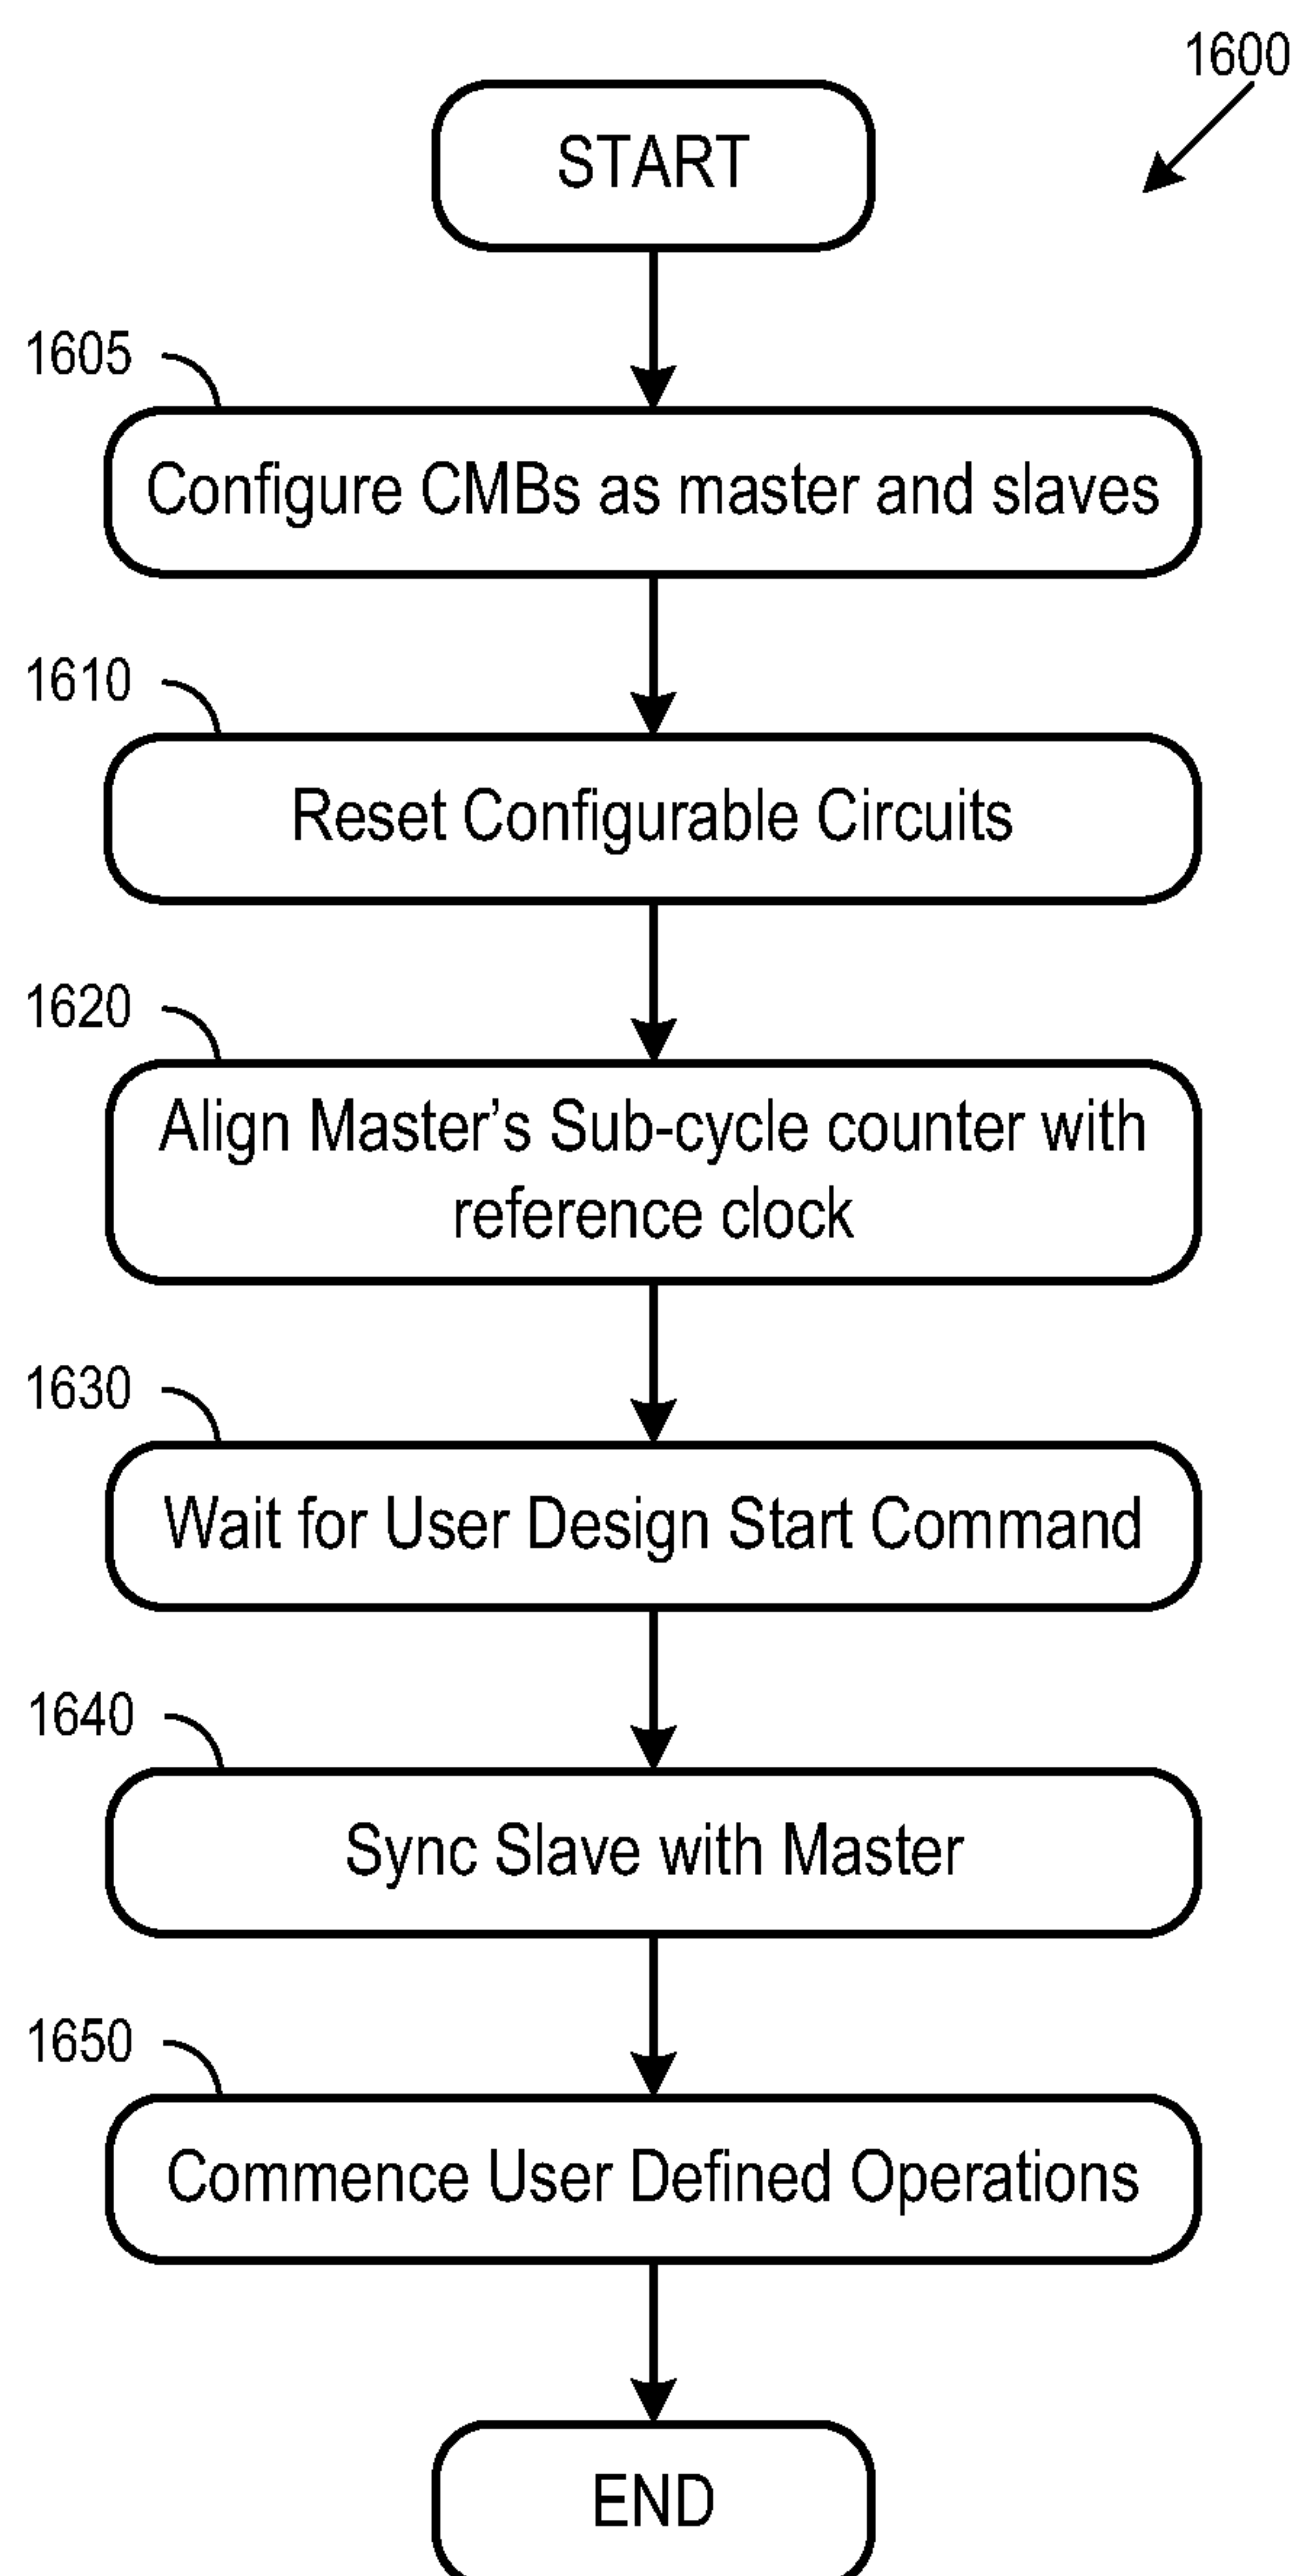 1600
START
1605
Configure CMBs as master and slaves
1610
Reset Configurable Circuits
1620
Align Master’s Sub-cycle counter with
reference clock
1630
Wait for User Design Start Command
1640
Sync Slave with Master
1650
Commence User Defined Operations
END